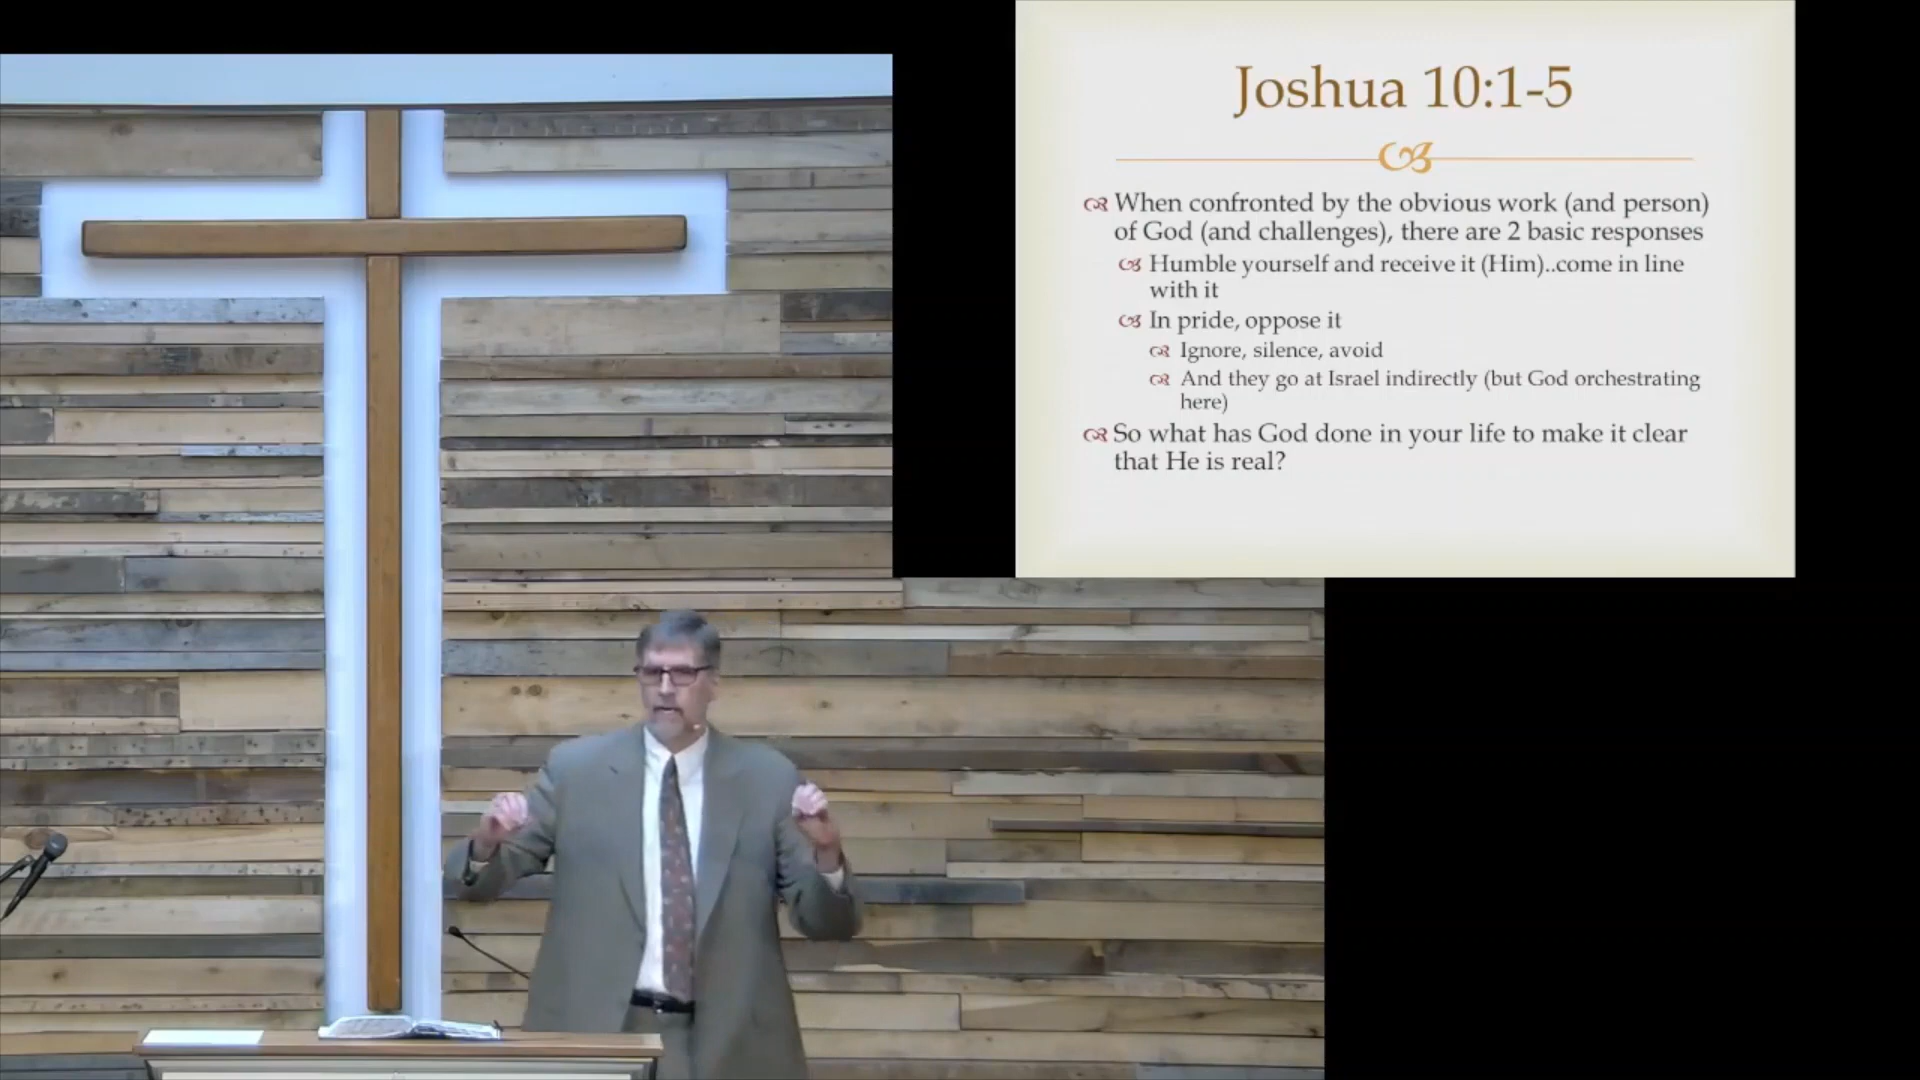 Joshua 10:1-5
When confronted by the obvious work (and person)
of God (and challenges), there are 2 basic responses
Humble yourself and receive it (Him)..come in line
with it
In pride, oppose it
Ignore, silence, avoid
And they go at Israel indirectly (but God orchestrating
here)
So what has God done in your life to make it clear
that He is real?